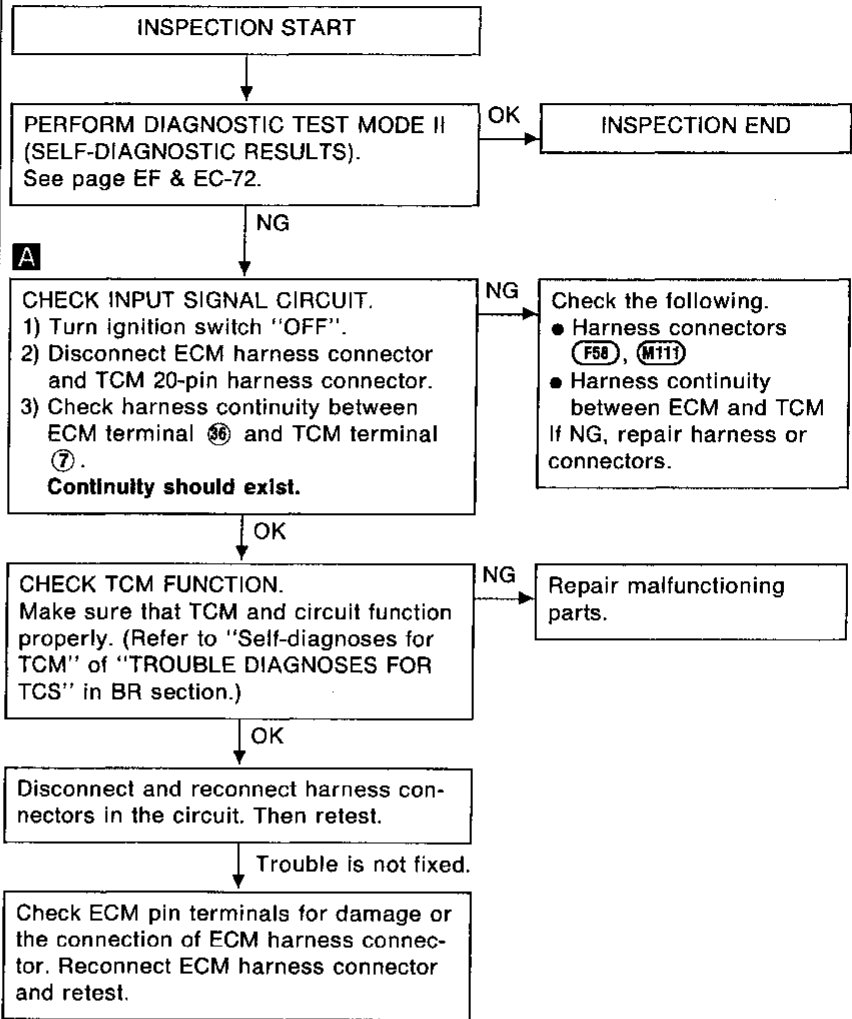 INSPECTION START
PERFORM DIAGNOSTIC TEST MODE II
(SELF-DIAGNOSTIC RESULTS).
See page EF & EC-72.
OK
INSPECTION END
NG
A
CHECK INPUT SIGNAL CIRCUIT.
1) Turn ignition switch "OFF".
2) Disconnect ECM harness connector
and TCM 20-pin harness connector.
3) Check harness continuity between
ECM terminal ㊱ and TCM terminal
⑦.
Continuity should exist.
NG
Check the following.
● Harness connectors
F58, M111
● Harness continuity
between ECM and TCM
If NG, repair harness or
connectors.
OK
CHECK TCM FUNCTION.
Make sure that TCM and circuit function
properly. (Refer to "Self-diagnoses for
TCM" of "TROUBLE DIAGNOSES FOR
TCS" in BR section.)
NG
Repair malfunctioning
parts.
OK
Disconnect and reconnect harness con-
nectors in the circuit. Then retest.
Trouble is not fixed.
Check ECM pin terminals for damage or
the connection of ECM harness connec-
tor. Reconnect ECM harness connector
and retest.